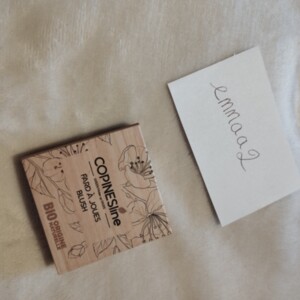 COPINESline
FARD À JOUES
BLUSH
BIO
emmaa2